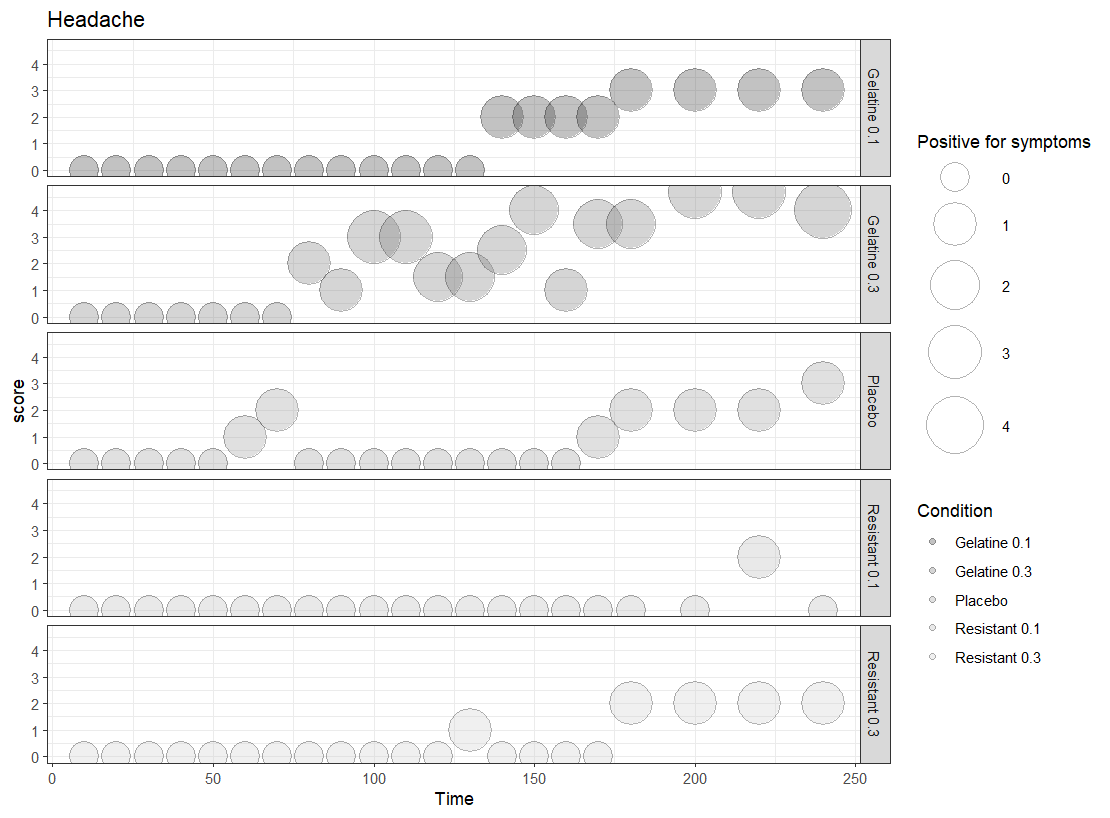 Headache
4
3
2
1
0
Gelatine 0.1
4
3
2
1
0
Gelatine 0.3
4
3
2
1
0
Placebo
4
3
2
1
0
Resistant 0.1
4
3
2
1
0
Resistant 0.3
score
0 50 100 150 200 250
Time
Positive for symptoms
0
1
2
3
4
Condition
Gelatine 0.1
Gelatine 0.3
Placebo
Resistant 0.1
Resistant 0.3